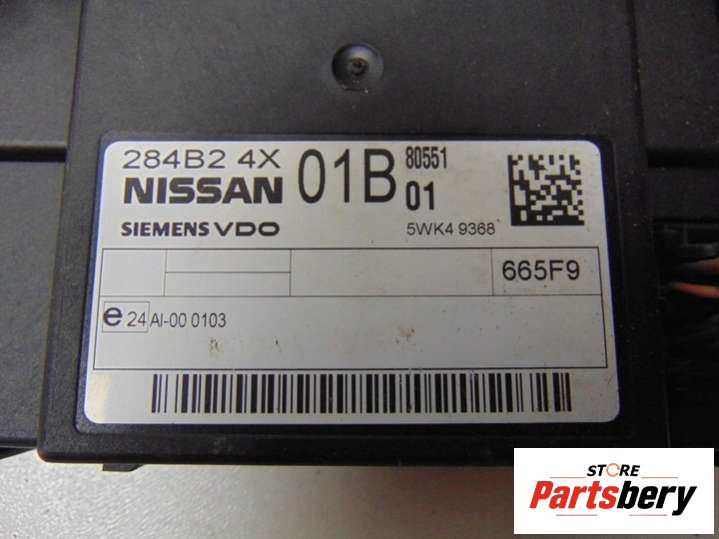 284B2 4X 01B 80551
NISSAN 01
SIEMENS VDO 5WK4 9368
665F9
e 24 AI-00 0103
STORE
Partsbery